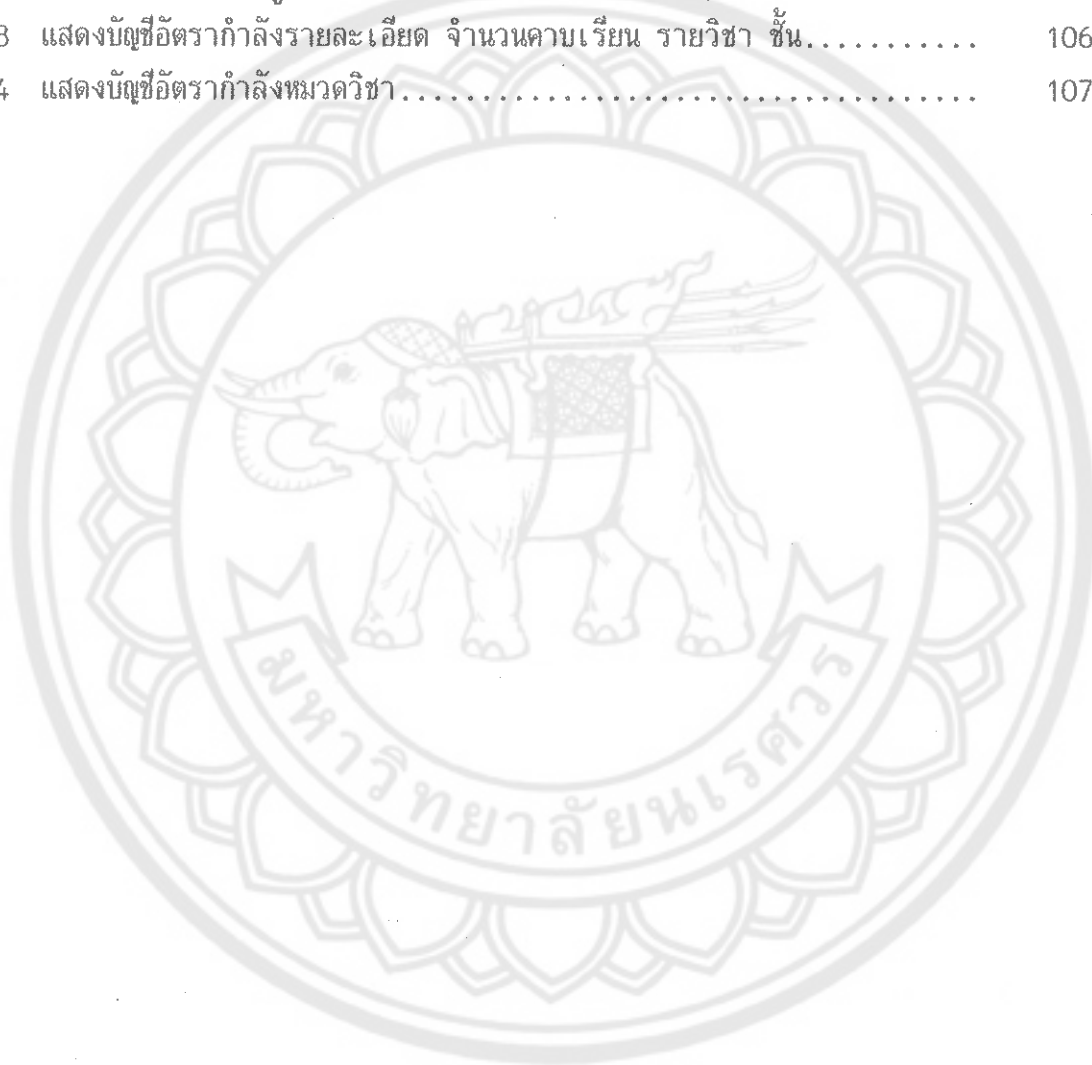 3 แสดงบัญชีอัตรากำลังรายละเอียด จำนวนคาบเรียน รายวิชา ชั้น........... 106
4 แสดงบัญชีอัตรากำลังหมวดวิชา..................................... 107
มหาวิทยาลัยนเรศวร